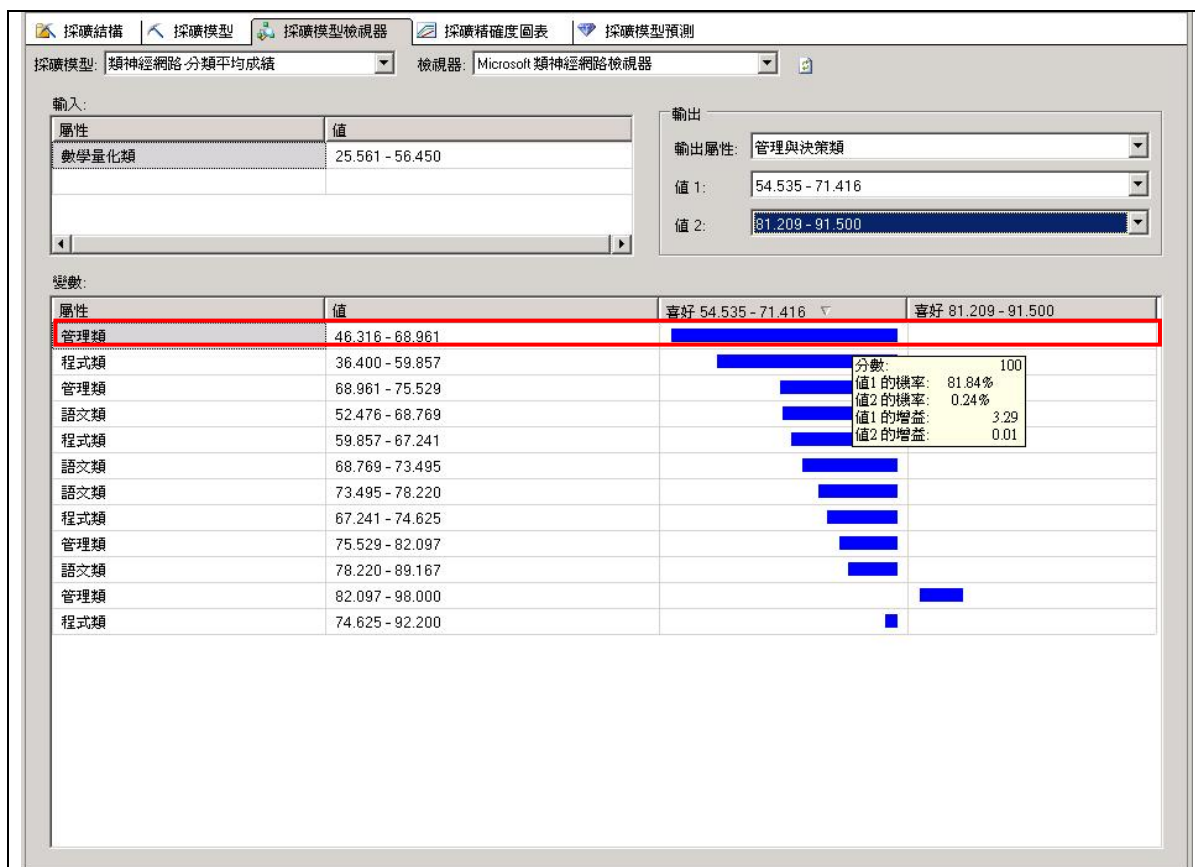 採礦結構 採礦模型 採礦模型檢視器 採礦精確度圖表 採礦模型預測
採礦模型: 類神經網路-分類平均成績 檢視器: Microsoft 類神經網路檢視器
輸入:
屬性 值
數學量化類 25.561 - 56.450
輸出
輸出屬性: 管理與決策類
值 1: 54.535 - 71.416
值 2: 81.209 - 91.500
變數:
屬性 值 喜好 54.535 - 71.416 喜好 81.209 - 91.500
管理類 46.316 - 68.961
程式類 36.400 - 59.857
管理類 68.961 - 75.529
語文類 52.476 - 68.769
程式類 59.857 - 67.241
語文類 68.769 - 73.495
語文類 73.495 - 78.220
程式類 67.241 - 74.625
管理類 75.529 - 82.097
語文類 78.220 - 89.167
管理類 82.097 - 98.000
程式類 74.625 - 92.200
分數: 100
值1 的機率: 81.84%
值2 的機率: 0.24%
值1 的增益: 3.29
值2 的增益: 0.01